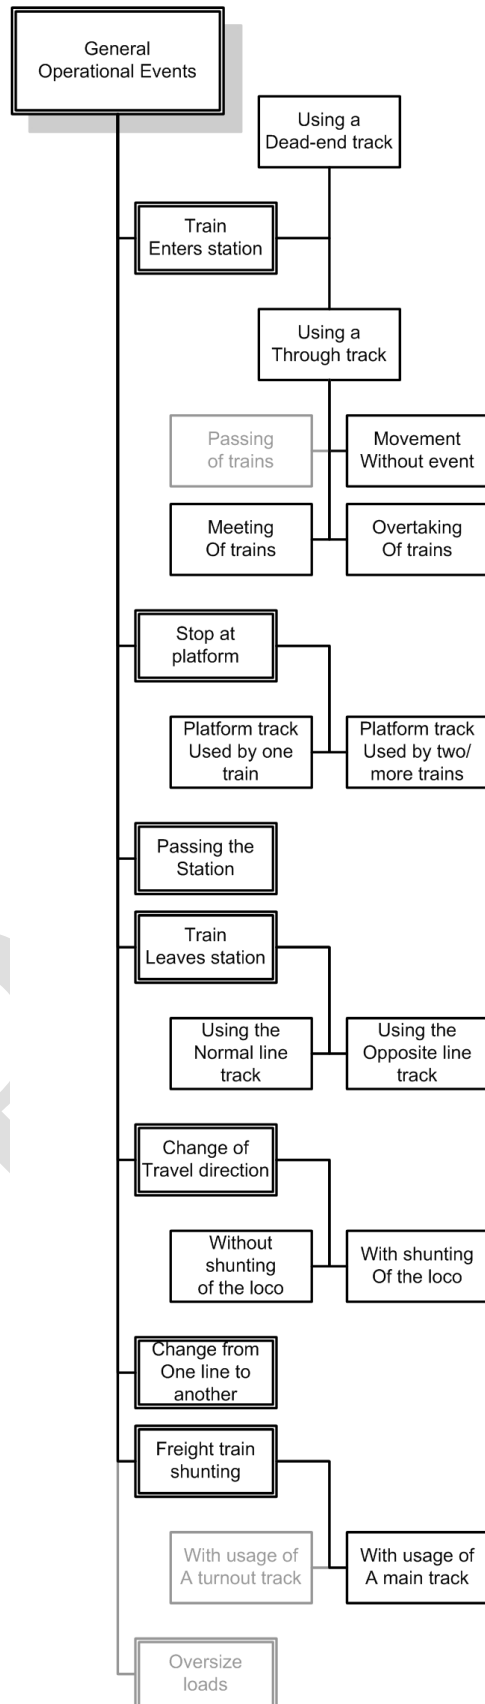 General
Operational Events
Using a
Dead-end track
Train
Enters station
Using a
Through track
Passing
of trains
Movement
Without event
Meeting
Of trains
Overtaking
Of trains
Stop at
platform
Platform track
Used by one
train
Platform track
Used by two/
more trains
Passing the
Station
Train
Leaves station
Using the
Normal line
track
Using the
Opposite line
track
Change of
Travel direction
Without
shunting
of the loco
With shunting
Of the loco
Change from
One line to
another
Freight train
shunting
With usage of
A turnout track
With usage of
A main track
Oversize
loads